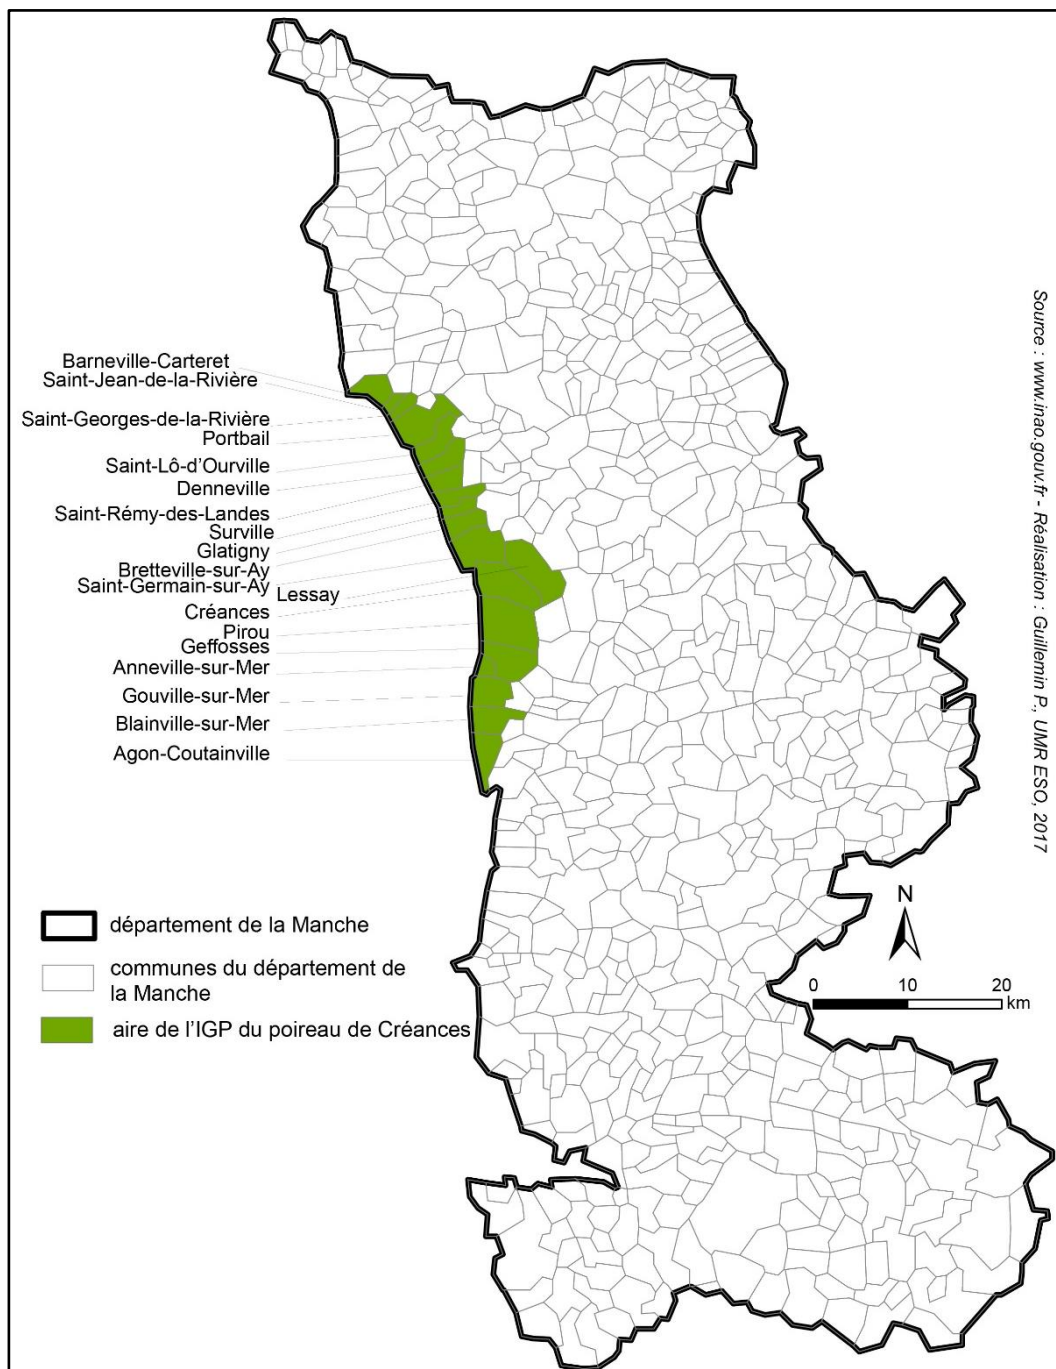 Barneville-Carteret
Saint-Jean-de-la-Rivière
Saint-Georges-de-la-Rivière
Portbail
Saint-Lô-d'Ourville
Denneville
Saint-Rémy-des-Landes
Surville
Glatigny
Bretteville-sur-Ay
Saint-Germain-sur-Ay
Lessay
Créances
Pirou
Geffosses
Anneville-sur-Mer
Gouville-sur-Mer
Blainville-sur-Mer
Agon-Coutainville
département de la Manche
communes du département de
la Manche
aire de l'IGP du poireau de Créances
N
0 10 20
km
Source : www.inao.gouv.fr - Réalisation : Guillemin P., UMR ESO, 2017